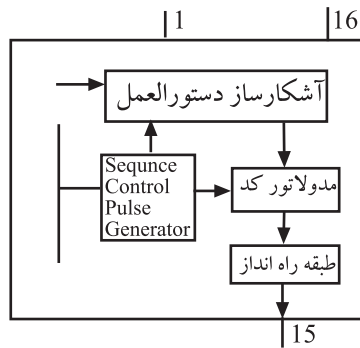 1
16
آشکارساز دستورالعمل
Sequnce
Control
Pulse
Generator
مدولاتور کد
طبقه راه انداز
15